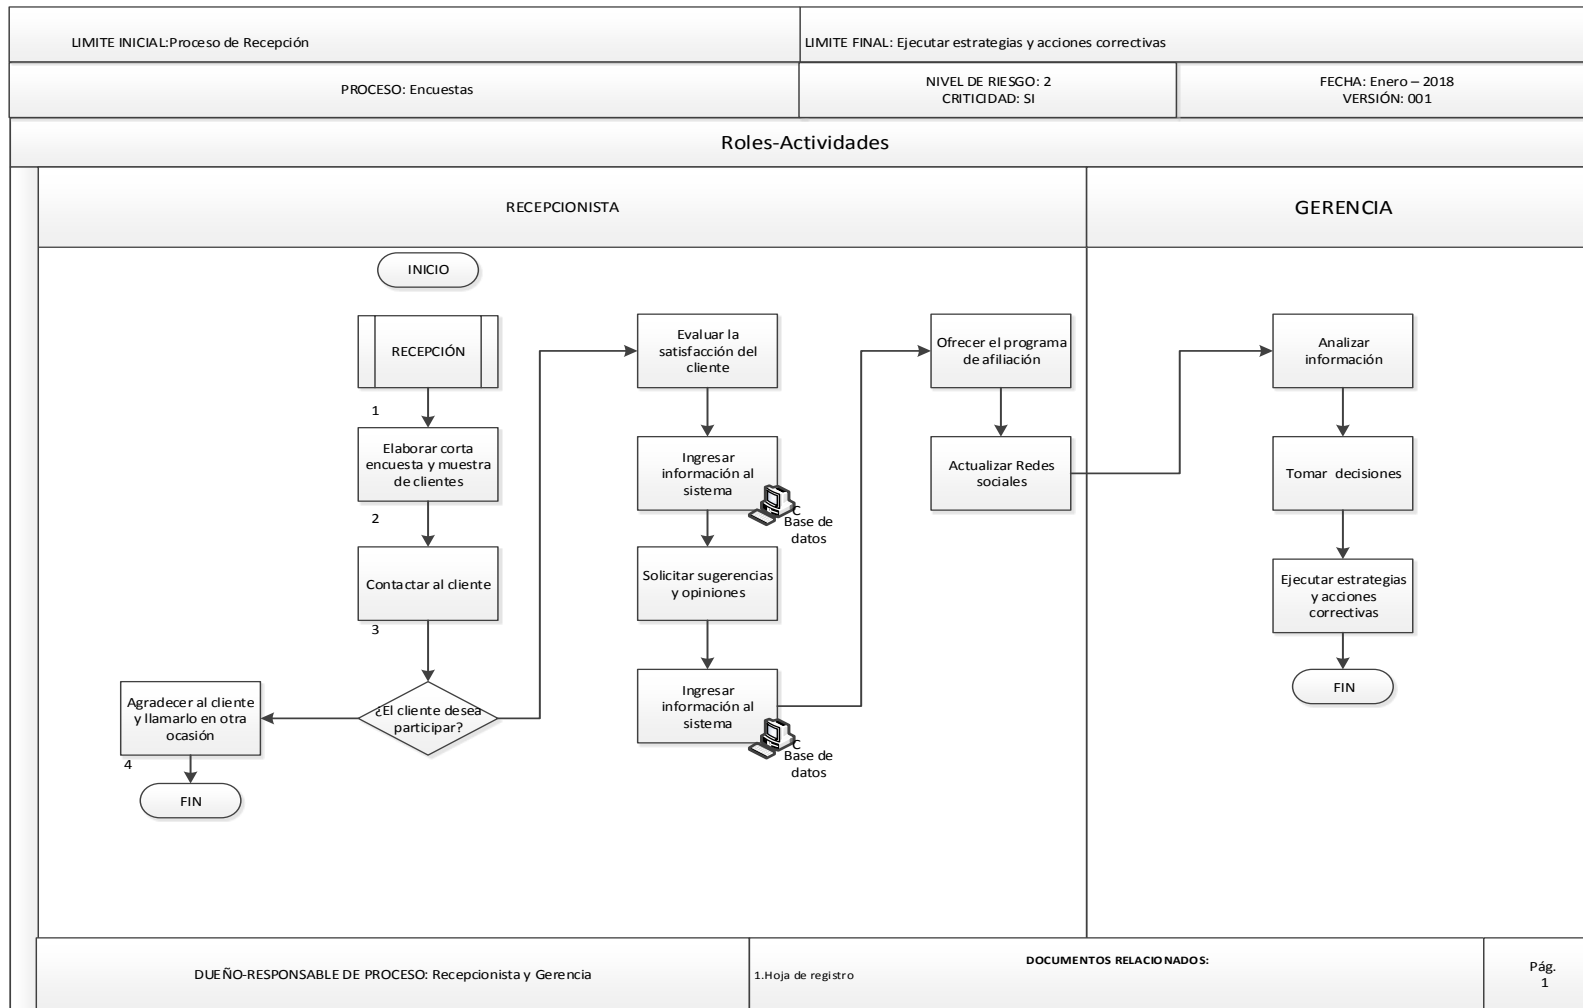 LIMITE INICIAL:Proceso de Recepción
LIMITE FINAL: Ejecutar estrategias y acciones correctivas
PROCESO: Encuestas
NIVEL DE RIESGO: 2
CRITICIDAD: SI
FECHA: Enero – 2018
VERSIÓN: 001
Roles-Actividades
RECEPCIONISTA
GERENCIA
INICIO
RECEPCIÓN
1
Elaborar corta
encuesta y muestra
de clientes
2
Contactar al cliente
3
¿El cliente desea
participar?
Agradecer al cliente
y llamarlo en otra
ocasión
4
FIN
Evaluar la
satisfacción del
cliente
Ingresar
información al
sistema
C
Base de
datos
Solicitar sugerencias
y opiniones
Ingresar
información al
sistema
C
Base de
datos
Ofrecer el programa
de afiliación
Actualizar Redes
sociales
Analizar
información
Tomar decisiones
Ejecutar estrategias
y acciones
correctivas
FIN
DUEÑO-RESPONSABLE DE PROCESO: Recepcionista y Gerencia
DOCUMENTOS RELACIONADOS:
1.Hoja de registro
Pág.
1